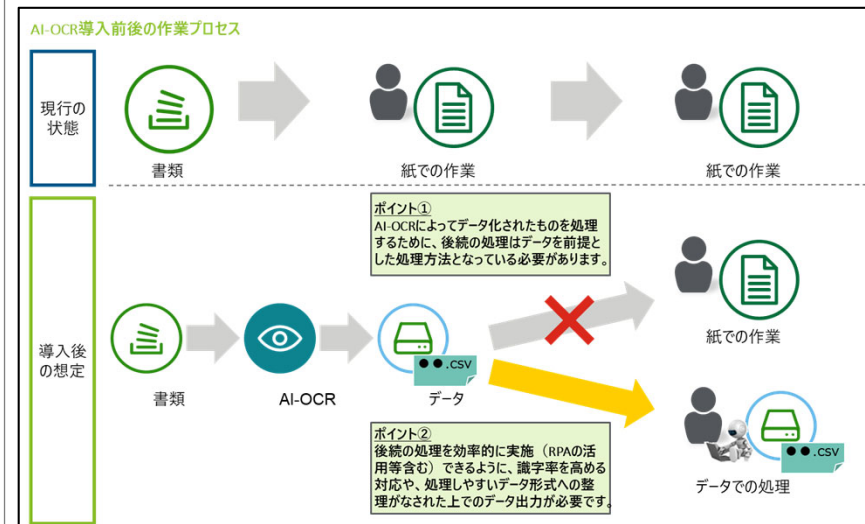 AI-OCR導入前後の作業プロセス
現行の
状態
書類
紙での作業
紙での作業
ポイント①
AI-OCRによってデータ化されたものを処理
するために、後続の処理はデータを前提と
した処理方法となっている必要があります。
紙での作業
導入後
の想定
●●.CSV
書類
AI-OCR
データ
ポイント②
後続の処理を効率的に実施（RPAの活
用等含む）できるように、識字率を高める
対応や、処理しやすいデータ形式への整
理がなされた上でのデータ出力が必要です。
●●.CSV
データでの処理